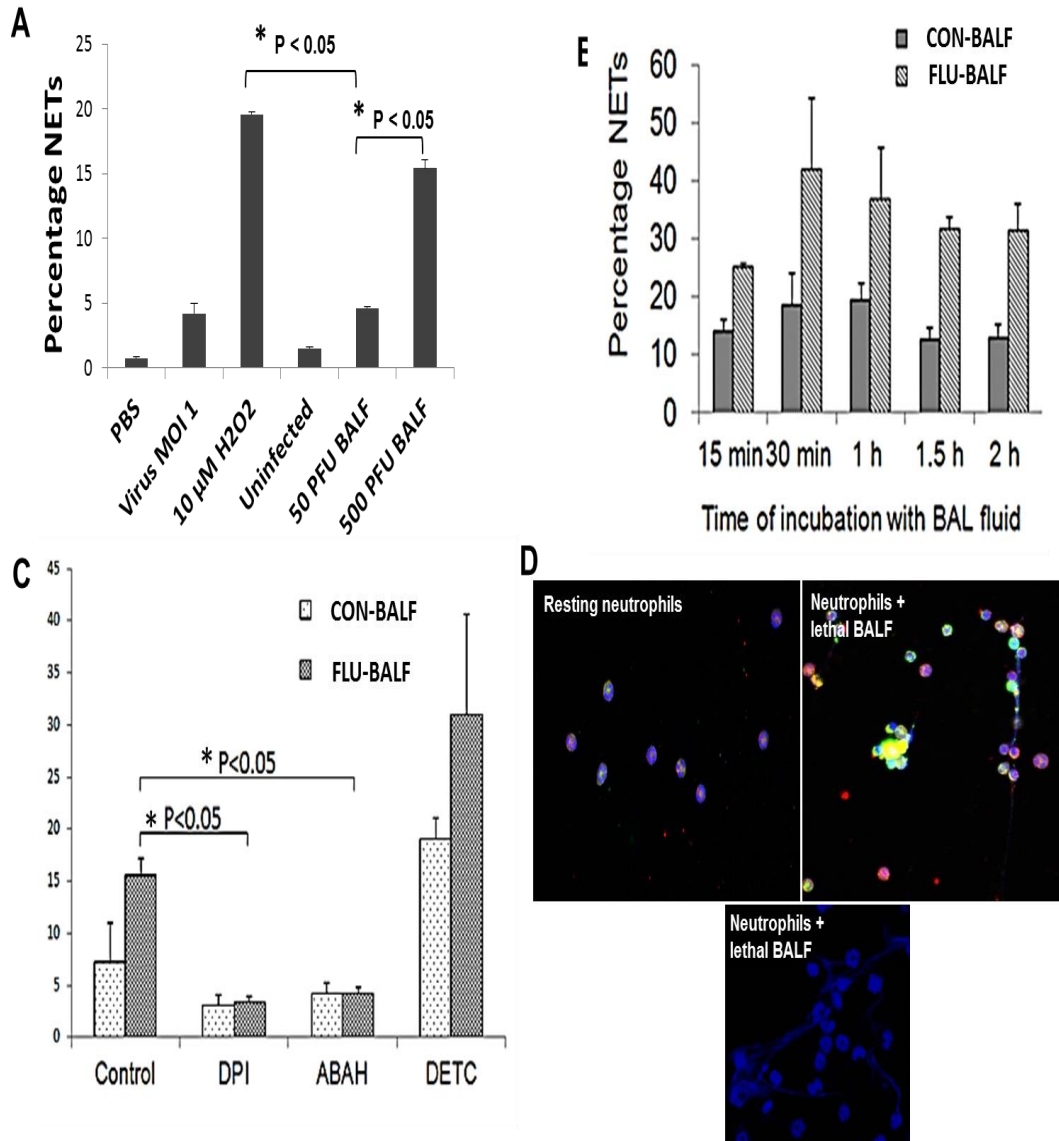 A
* P < 0.05
* P < 0.05
Percentage NETs
25
20
15
10
5
0
PBS
Virus MOI 1
10 µM H2O2
Uninfected
50 PFU BALF
500 PFU BALF
E
CON-BALF
FLU-BALF
Percentage NETs
60
50
40
30
20
10
0
15 min 30 min 1 h 1.5 h 2 h
Time of incubation with BAL fluid
C
CON-BALF
FLU-BALF
* P<0.05
* P<0.05
45
40
35
30
25
20
15
10
5
0
Control DPI ABAH DETC
D
Resting neutrophils
Neutrophils +
lethal BALF
Neutrophils +
lethal BALF